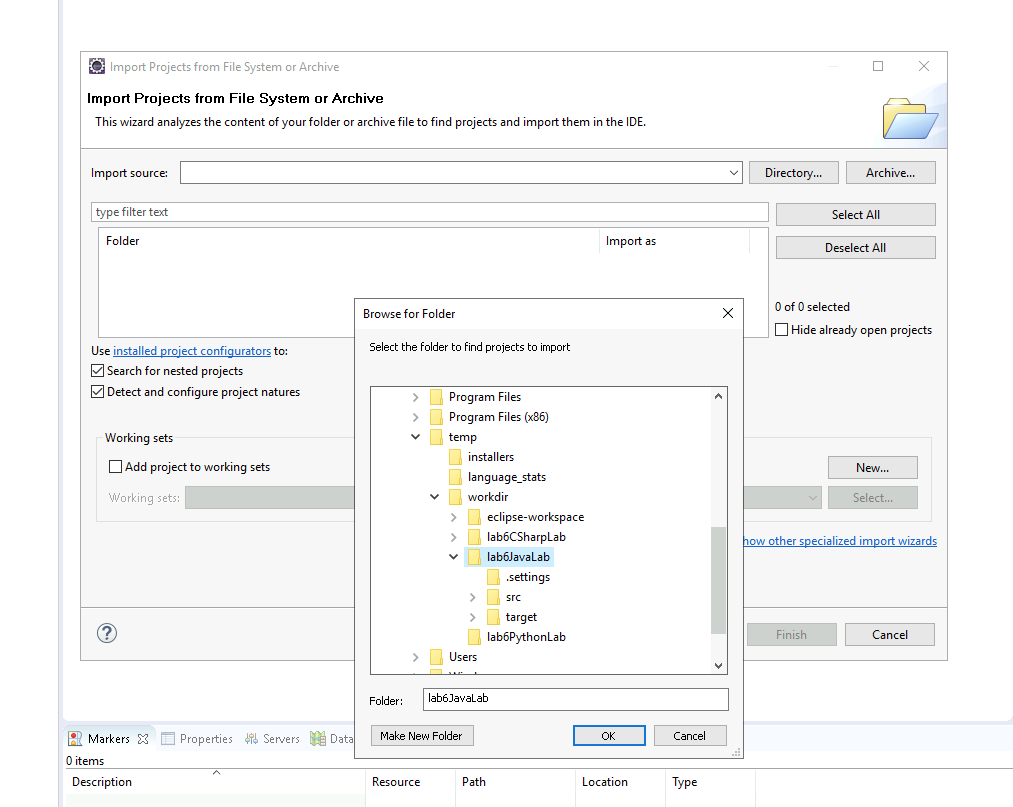 Import Projects from File System or Archive
Import Projects from File System or Archive
This wizard analyzes the content of your folder or archive file to find projects and import them in the IDE.
Import source:
Directory...
Archive...
type filter text
Select All
Folder
Import as
Deselect All
0 of 0 selected
Hide already open projects
Use installed project configurators to:
Search for nested projects
Detect and configure project natures
Working sets
Add project to working sets
New...
Working sets:
Select...
how other specialized import wizards
?
Finish
Cancel
Browse for Folder
Select the folder to find projects to import
Program Files
Program Files (x86)
temp
installers
language_stats
workdir
eclipse-workspace
lab6CSharpLab
lab6JavaLab
.settings
src
target
lab6PythonLab
Users
Folder:
lab6JavaLab
Make New Folder
OK
Cancel
Markers
Properties
Servers
Data
0 items
Description
Resource
Path
Location
Type